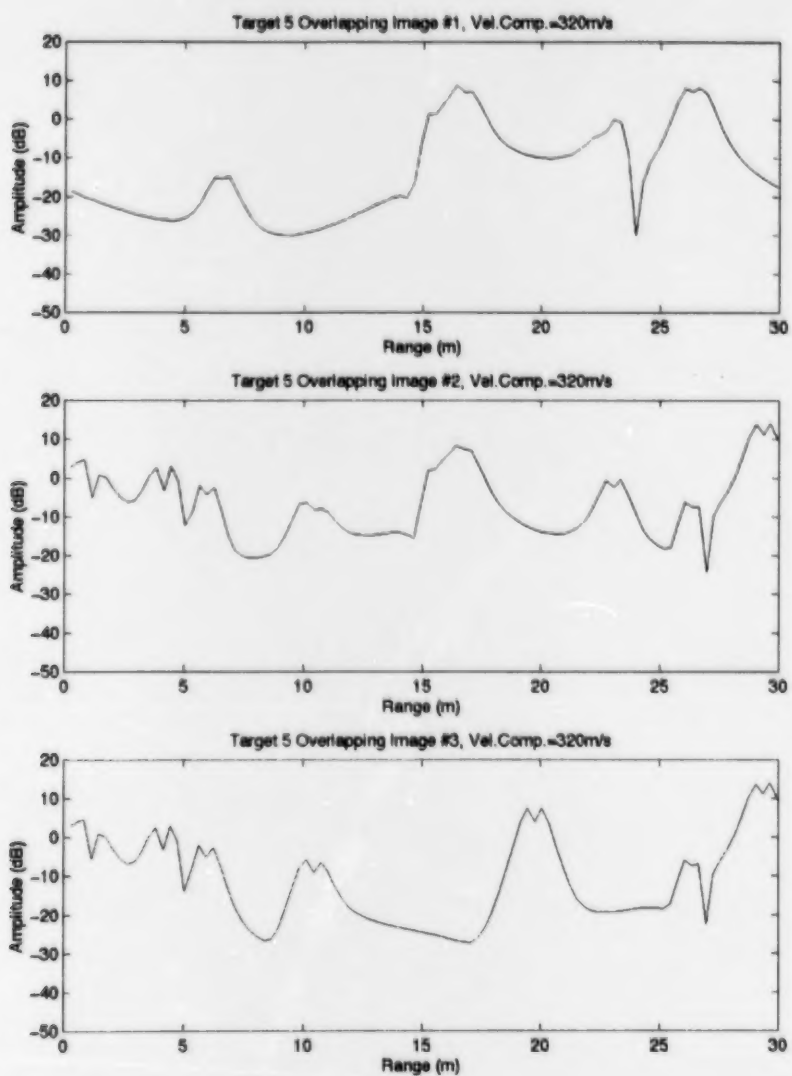 Target 5 Overlapping Image #1, Vel.Comp.=320m/s
20
10
0
−10
−20
−30
−40
−50
Amplitude (dB)
0 5 10 15 20 25 30
Range (m)
Target 5 Overlapping Image #2, Vel.Comp.=320m/s
20
10
0
−10
−20
−30
−40
−50
Amplitude (dB)
0 5 10 15 20 25 30
Range (m)
Target 5 Overlapping Image #3, Vel.Comp.=320m/s
20
10
0
−10
−20
−30
−40
−50
Amplitude (dB)
0 5 10 15 20 25 30
Range (m)